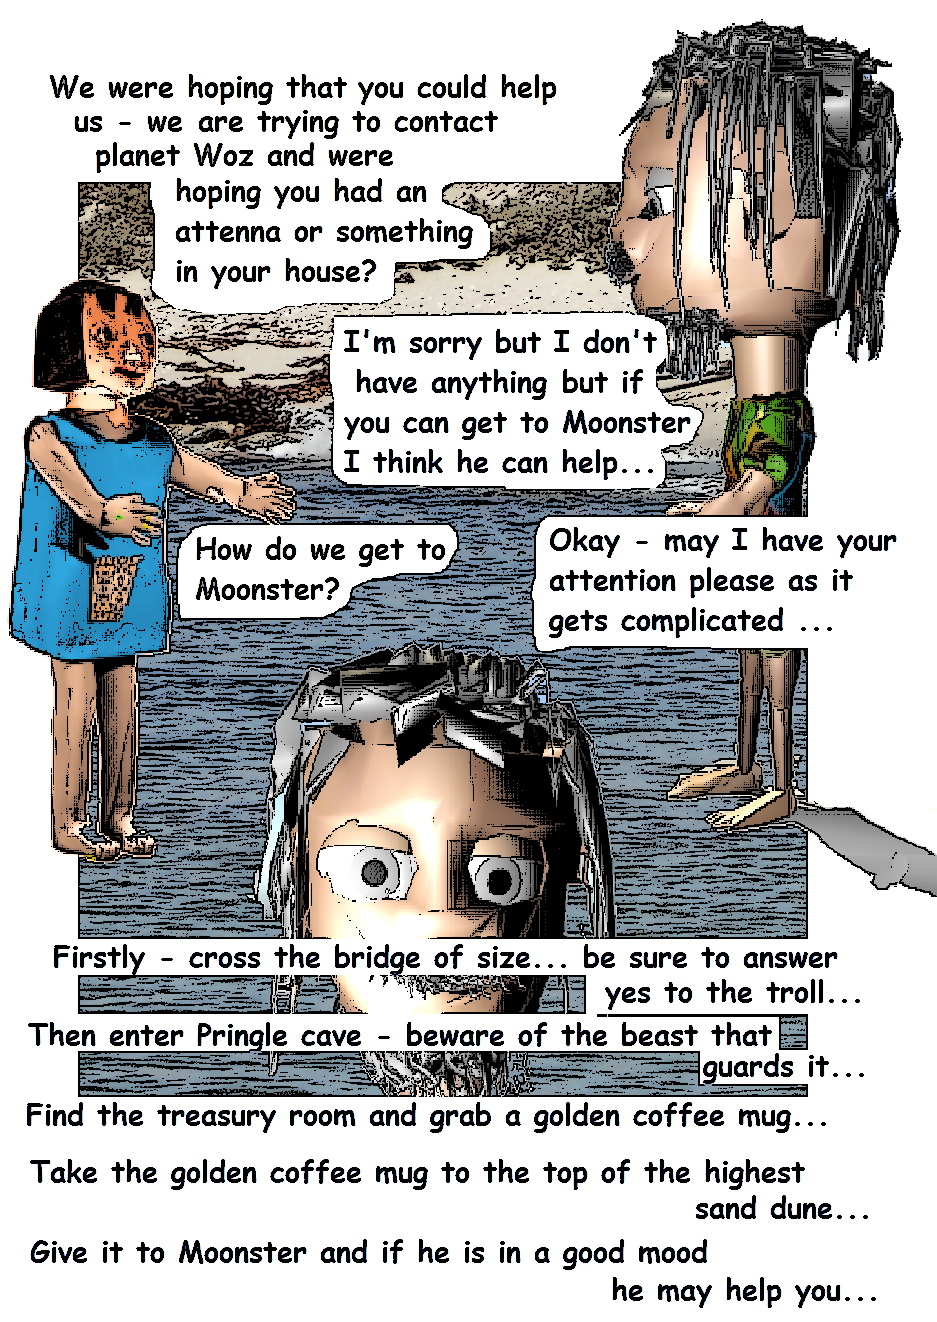 We were hoping that you could help
us - we are trying to contact
planet Woz and were
hoping you had an
attenna or something
in your house?
I'm sorry but I don't
have anything but if
you can get to Moonster
I think he can help...
How do we get to
Moonster?
Okay - may I have your
attention please as it
gets complicated ...
Firstly - cross the bridge of size... be sure to answer
yes to the troll...
Then enter Pringle cave - beware of the beast that
guards it...
Find the treasury room and grab a golden coffee mug...
Take the golden coffee mug to the top of the highest
sand dune...
Give it to Moonster and if he is in a good mood
he may help you...